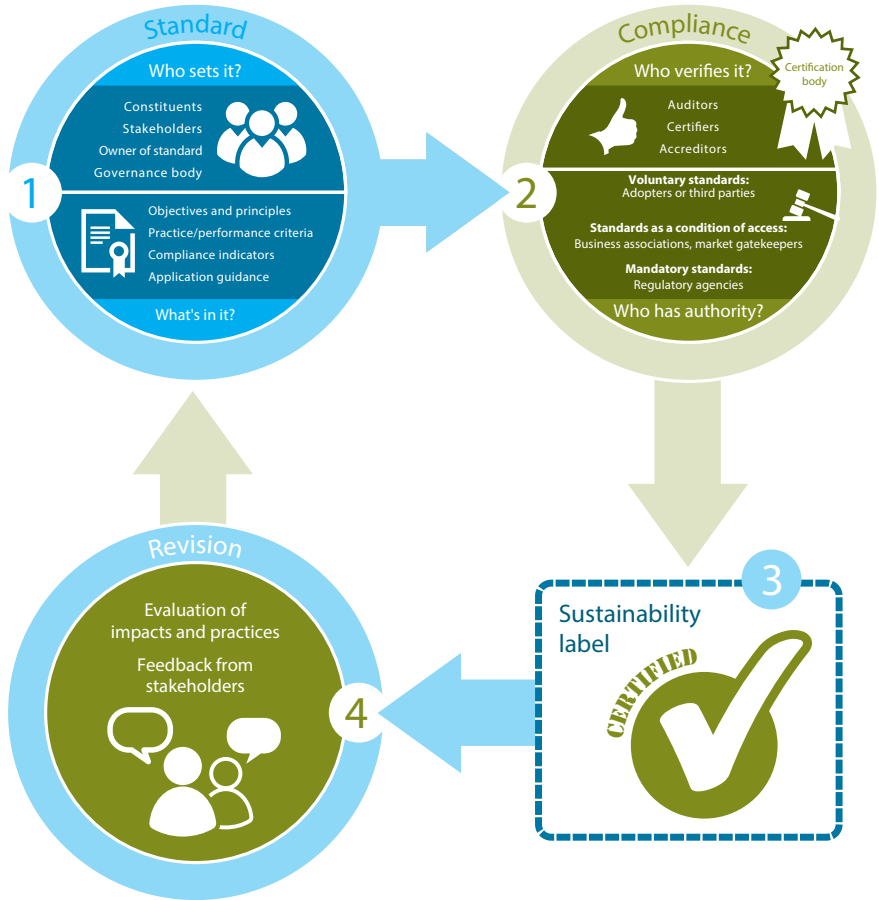 Standard
Who sets it?
Constituents
Stakeholders
Owner of standard
Governance body
1
Objectives and principles
Practice/performance criteria
Compliance indicators
Application guidance
What's in it?
Compliance
Certification
body
Who verifies it?
Auditors
Certifiers
Accreditors
2
Voluntary standards:
Adopters or third parties
Standards as a condition of access:
Business associations, market gatekeepers
Mandatory standards:
Regulatory agencies
Who has authority?
3
Sustainability
label
CERTIFIED
Revision
Evaluation of
impacts and practices
Feedback from
stakeholders
4